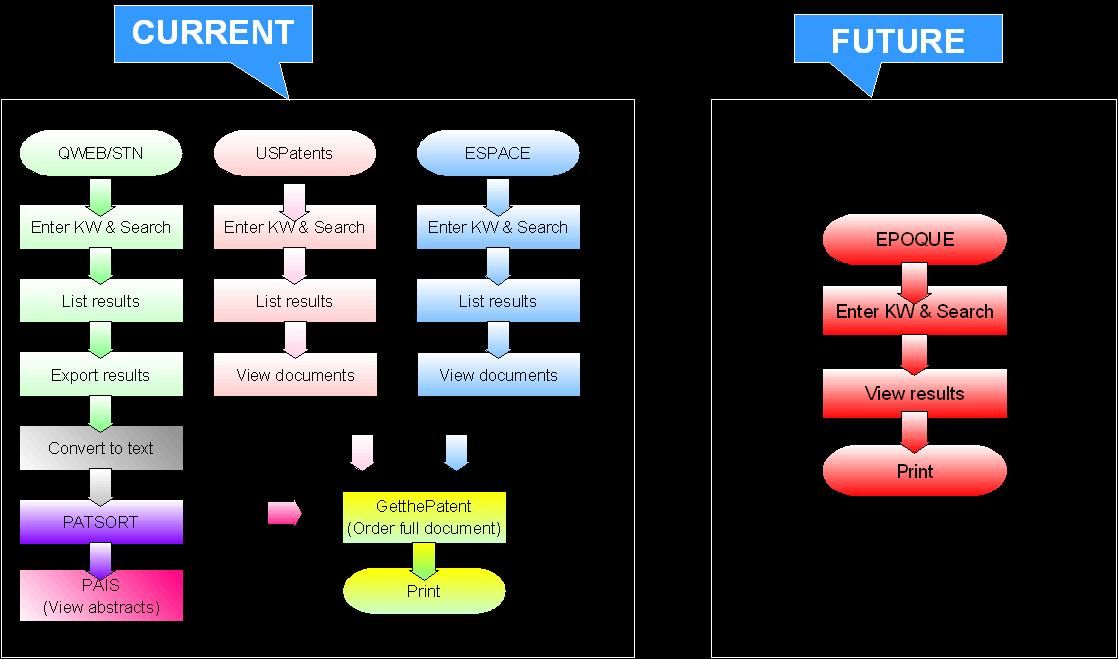 CURRENT
FUTURE
QWEB/STN
Enter KW & Search
List results
Export results
Convert to text
PATSORT
PAIS
(View abstracts)
USPatents
Enter KW & Search
List results
View documents
ESPACE
Enter KW & Search
List results
View documents
GetthePatent
(Order full document)
Print
EPOQUE
Enter KW & Search
View results
Print